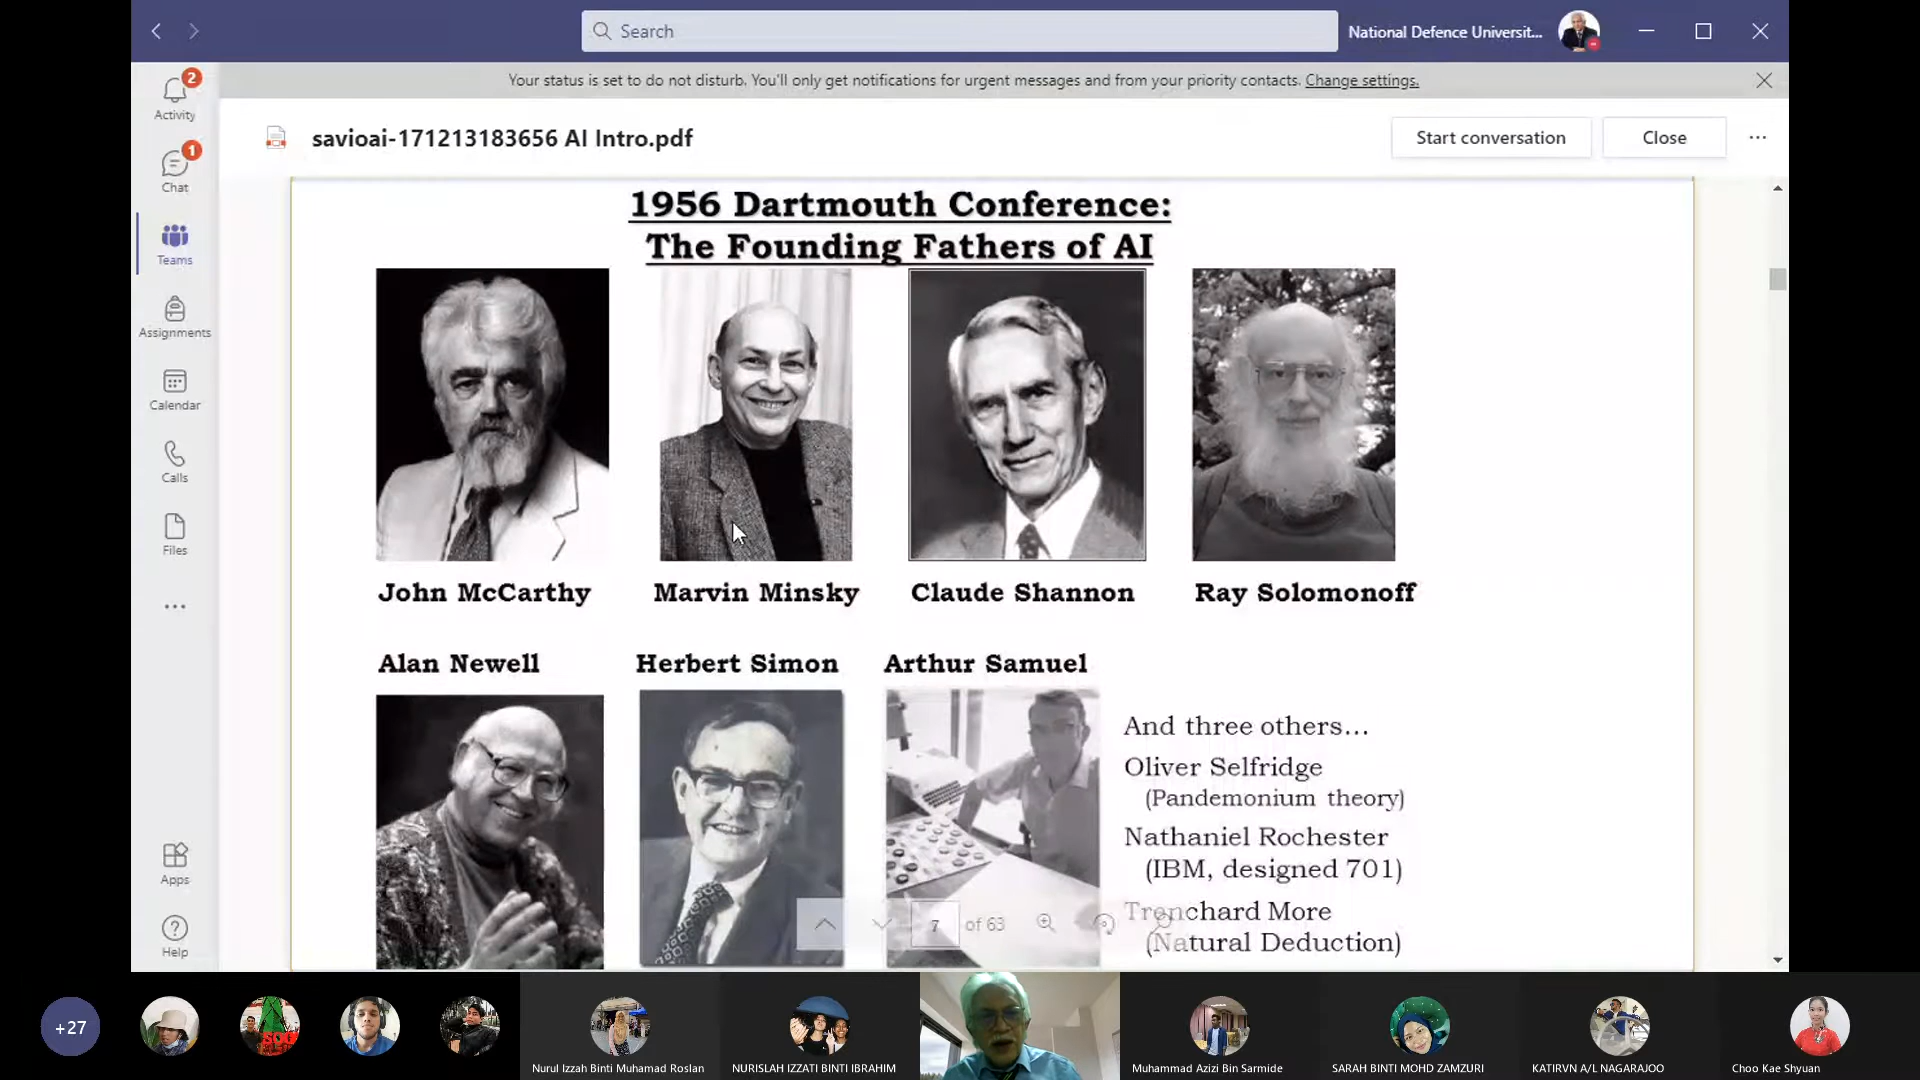 Search
National Defence Universit...
Your status is set to do not disturb. You'll only get notifications for urgent messages and from your priority contacts. Change settings.
2
Activity
1
Chat
Teams
Assignments
Calendar
Calls
Files
Apps
Help
savioai-171213183656 AI Intro.pdf
Start conversation
Close
1956 Dartmouth Conference:
The Founding Fathers of AI
John McCarthy
Marvin Minsky
Claude Shannon
Ray Solomonoff
Alan Newell
Herbert Simon
Arthur Samuel
And three others...
Oliver Selfridge
(Pandemonium theory)
Nathaniel Rochester
(IBM, designed 701)
Trenchard More
(Natural Deduction)
7 of 63
+27
SOU
Nurul Izzah Binti Muhamad Roslan
NURISLAH IZZATI BINTI IBRAHIM
Muhammad Azizi Bin Sarmide
SARAH BINTI MOHD ZAMZURI
KATIRVN A/L NAGARAJOO
Choo Kae Shyuan